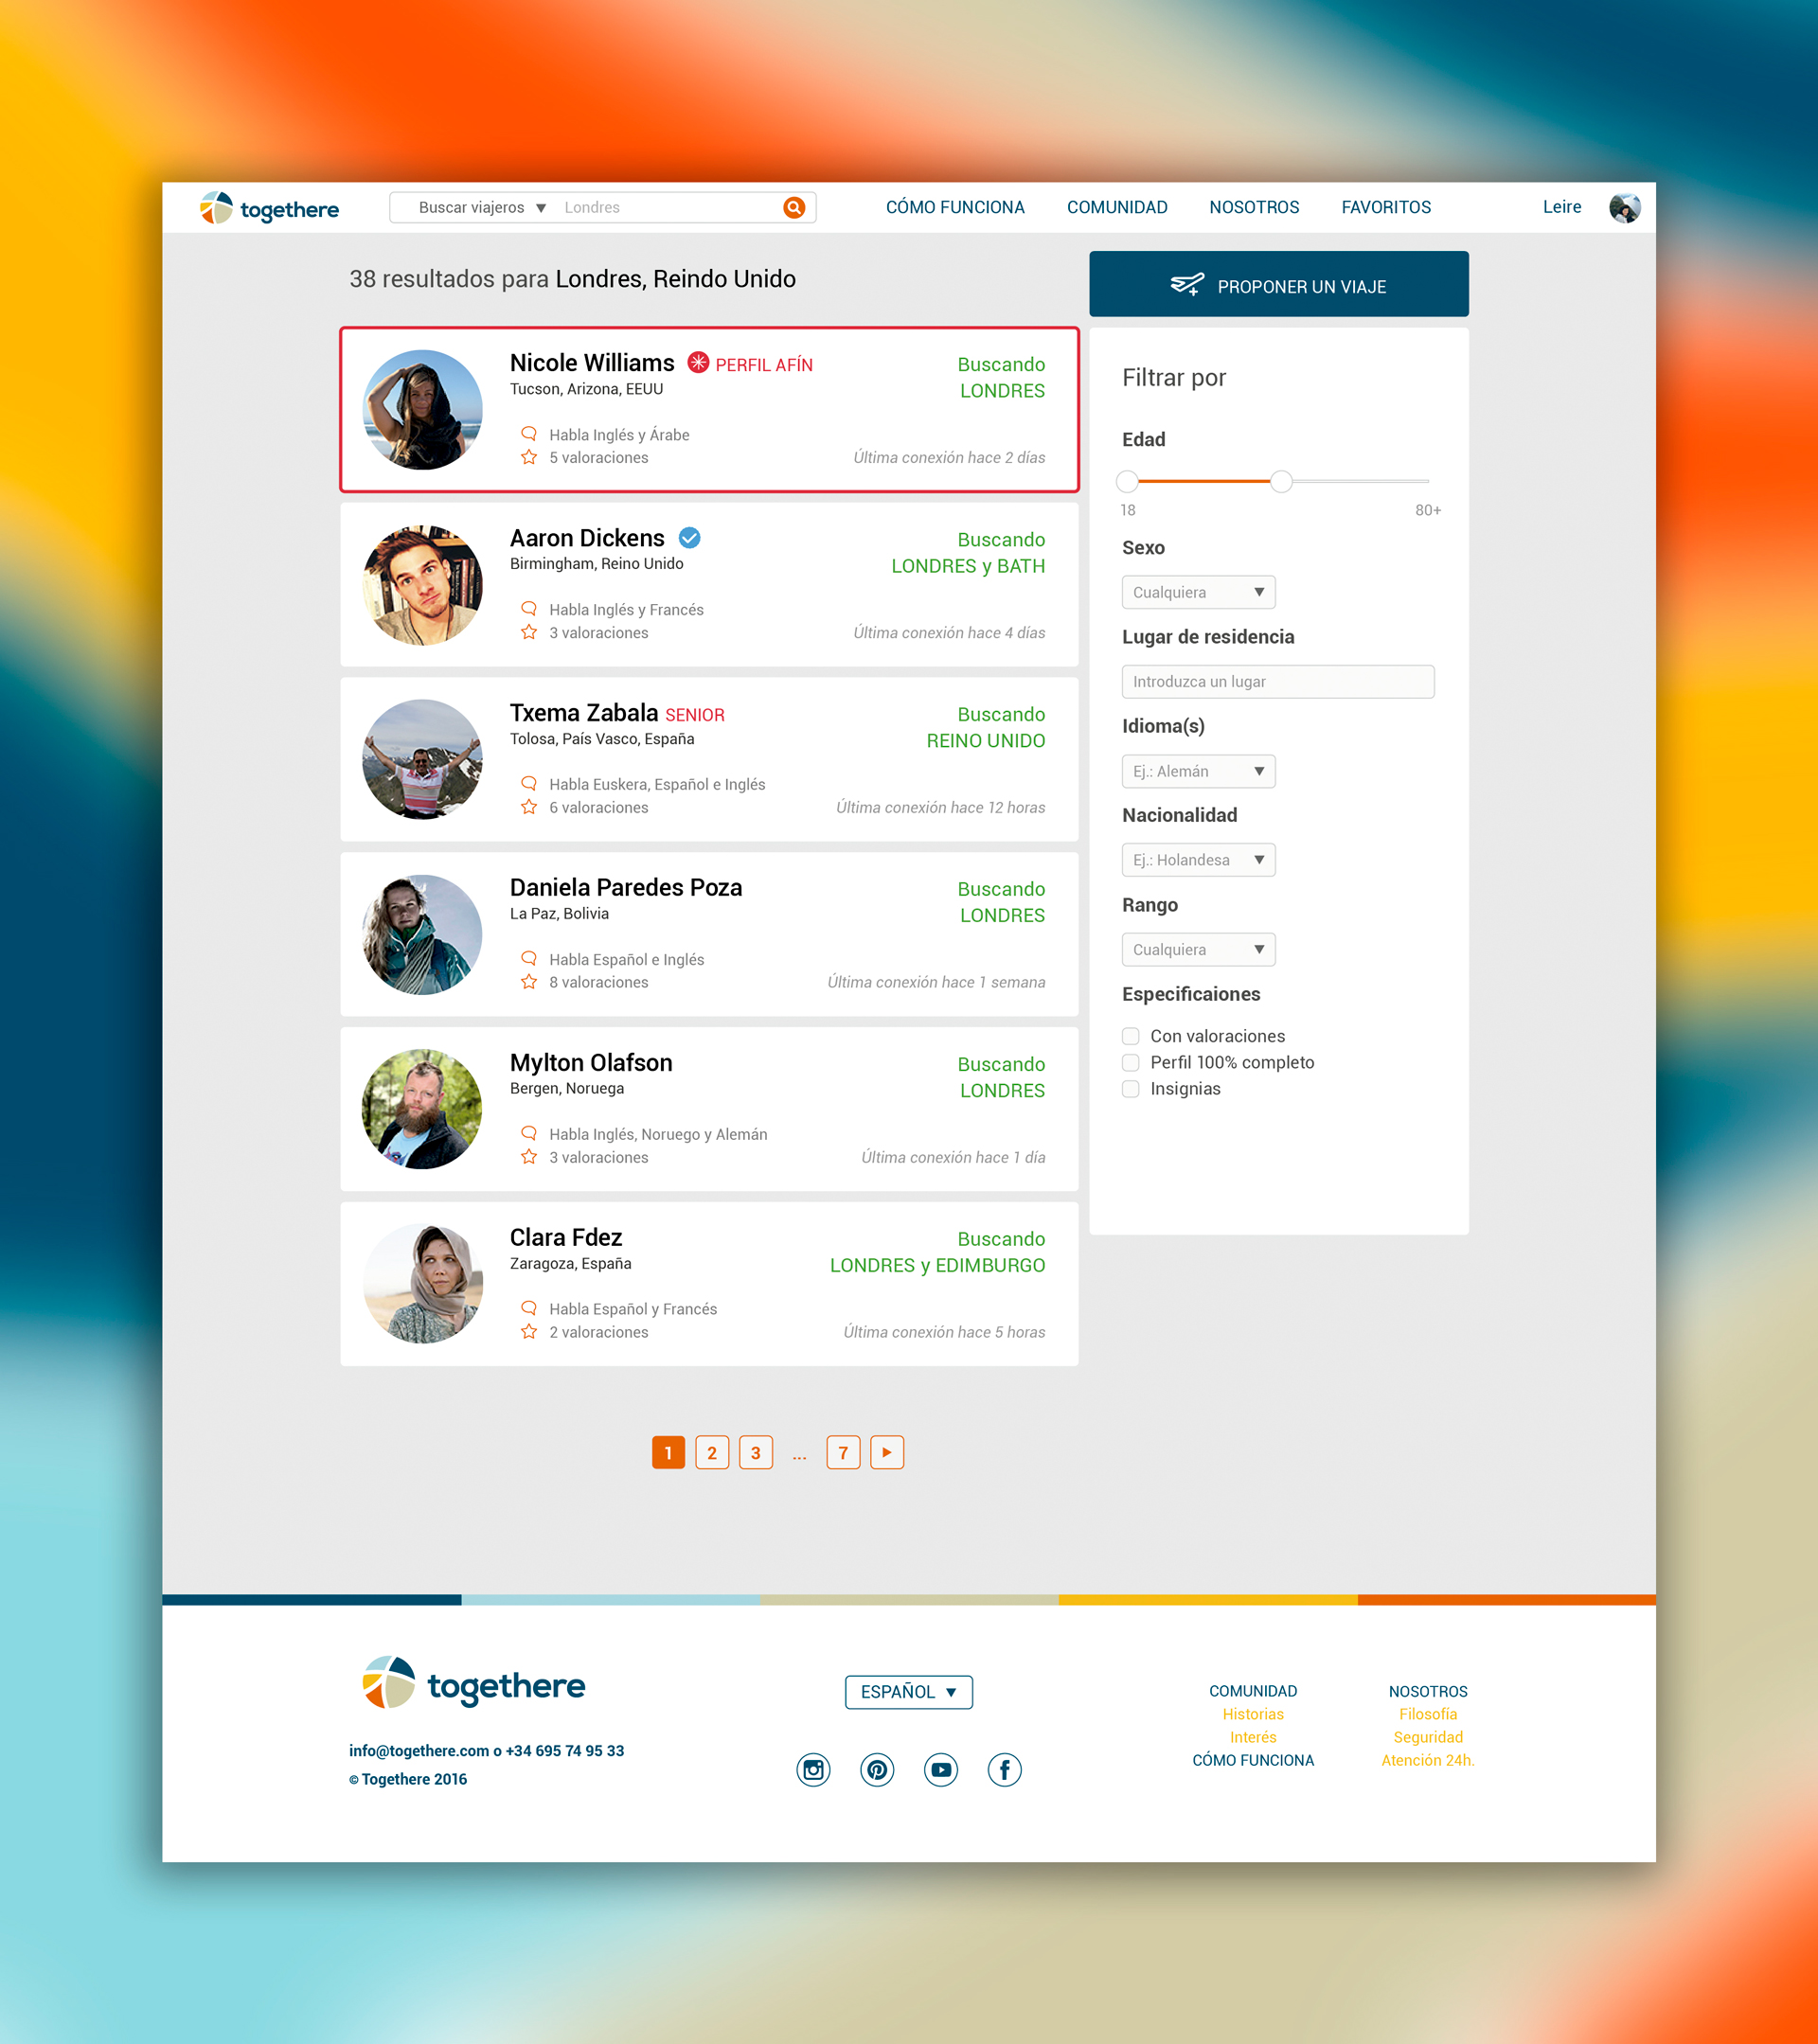 togethere
Buscar viajeros ▼ Londres
CÓMO FUNCIONA COMUNIDAD NOSOTROS FAVORITOS Leire
38 resultados para Londres, Reindo Unido
PROPONER UN VIAJE
Nicole Williams PERFIL AFÍN
Tucson, Arizona, EEUU
Buscando
LONDRES
Habla Inglés y Árabe
5 valoraciones
Última conexión hace 2 días
Aaron Dickens
Birmingham, Reino Unido
Buscando
LONDRES y BATH
Habla Inglés y Francés
3 valoraciones
Última conexión hace 4 días
Txema Zabala SENIOR
Tolosa, País Vasco, España
Buscando
REINO UNIDO
Habla Euskera, Español e Inglés
6 valoraciones
Última conexión hace 12 horas
Daniela Paredes Poza
La Paz, Bolivia
Buscando
LONDRES
Habla Español e Inglés
8 valoraciones
Última conexión hace 1 semana
Mylton Olafson
Bergen, Noruega
Buscando
LONDRES
Habla Inglés, Noruego y Alemán
3 valoraciones
Última conexión hace 1 día
Clara Fdez
Zaragoza, España
Buscando
LONDRES y EDIMBURGO
Habla Español y Francés
2 valoraciones
Última conexión hace 5 horas
Filtrar por
Edad
18 80+
Sexo
Cualquiera ▼
Lugar de residencia
Introduzca un lugar
Idioma(s)
Ej.: Alemán ▼
Nacionalidad
Ej.: Holandesa ▼
Rango
Cualquiera ▼
Especificaiones
Con valoraciones
Perfil 100% completo
Insignias
1 2 3 ... 7
togethere
info@togethere.com o +34 695 74 95 33
© Togethere 2016
ESPAÑOL ▼
COMUNIDAD
Historias
Interés
CÓMO FUNCIONA
NOSOTROS
Filosofía
Seguridad
Atención 24h.